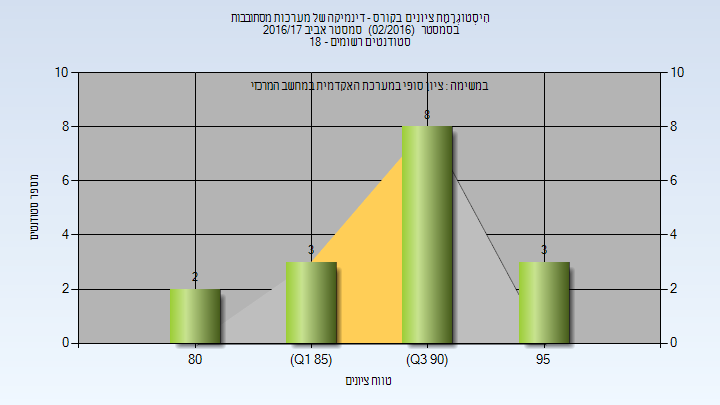 היסטוגרמת ציונים בקורס - דינמיקה של מערכות מסתובבות
בסמסטר (02/2016) סמסטר אביב 2016/17
סטודנטים רשומים - 18
במשימה : ציון סופי במערכת האקדמית במחשב המרכזי
10 10
8 8
6 6
4 4
2 2
0 0
2
3
8
3
מספר סטודנטים
80 (Q1 85) (Q3 90) 95
טווח ציונים